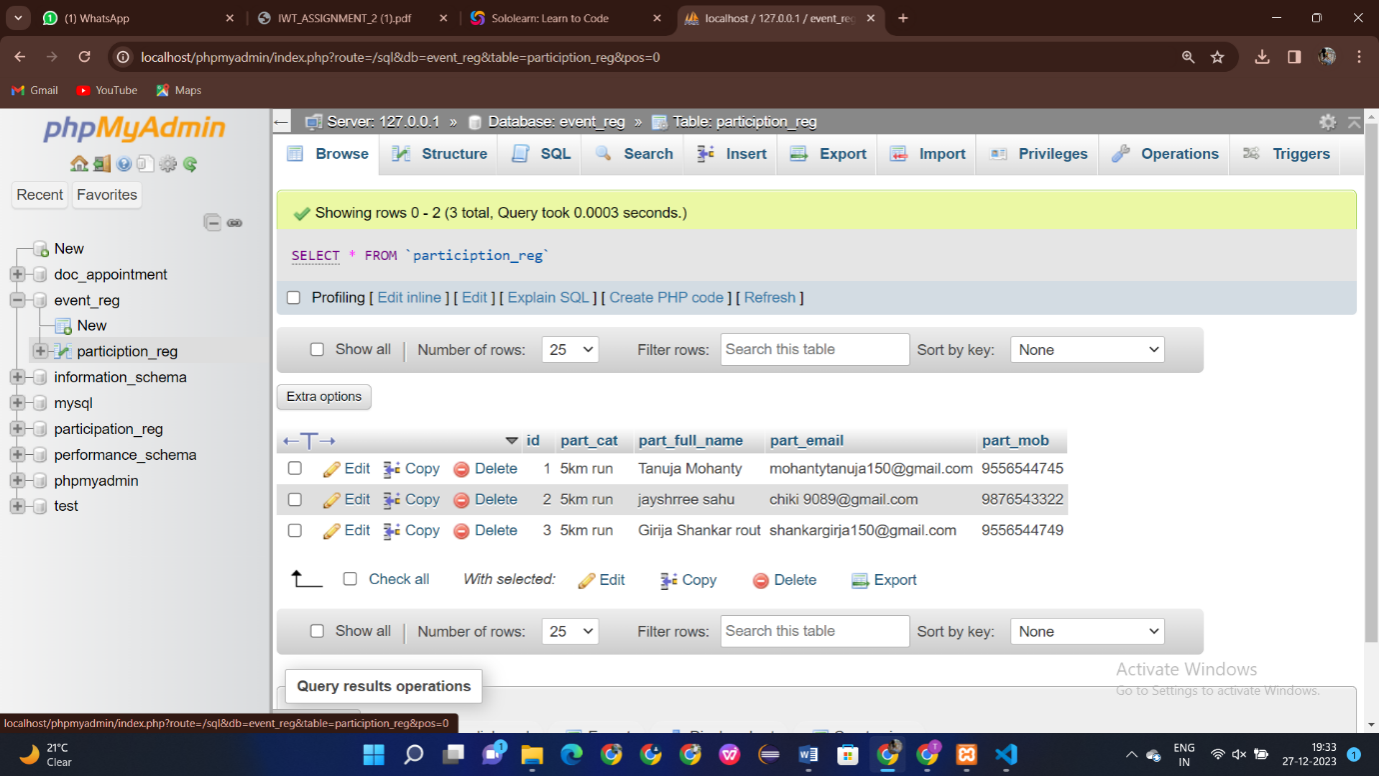 (1) WhatsApp
IWT_ASSIGNMENT_2 (1).pdf
Sololearn: Learn to Code
localhost / 127.0.0.1 / event_reg
localhost/phpmyadmin/index.php?route=/sql&db=event_reg&table=particiption_reg&pos=0
Gmail YouTube Maps
phpMyAdmin
Recent Favorites
New
doc_appointment
event_reg
New
particiption_reg
information_schema
mysql
participation_reg
performance_schema
phpmyadmin
test
Server: 127.0.0.1 » Database: event_reg » Table: particiption_reg
Browse Structure SQL Search Insert Export Import Privileges Operations Triggers
Showing rows 0 - 2 (3 total, Query took 0.0003 seconds.)
SELECT * FROM `particiption_reg`
Profiling [ Edit inline ] [ Edit ] [ Explain SQL ] [ Create PHP code ] [ Refresh ]
Show all | Number of rows: 25 Filter rows: Search this table Sort by key: None
Extra options
←T→ id part_cat part_full_name part_email part_mob
Edit Copy Delete 1 5km run Tanuja Mohanty mohantytanuja150@gmail.com 9556544745
Edit Copy Delete 2 5km run jayshrree sahu chiki 9089@gmail.com 9876543322
Edit Copy Delete 3 5km run Girija Shankar rout shankargirja150@gmail.com 9556544749
Check all With selected: Edit Copy Delete Export
Show all | Number of rows: 25 Filter rows: Search this table Sort by key: None
Query results operations
Activate Windows
Go to Settings to activate Windows.
localhost/phpmyadmin/index.php?route=/sql&db=event_reg&table=particiption_reg&pos=0
21°C
Clear
1
T
ENG
IN
19:33
27-12-2023
1